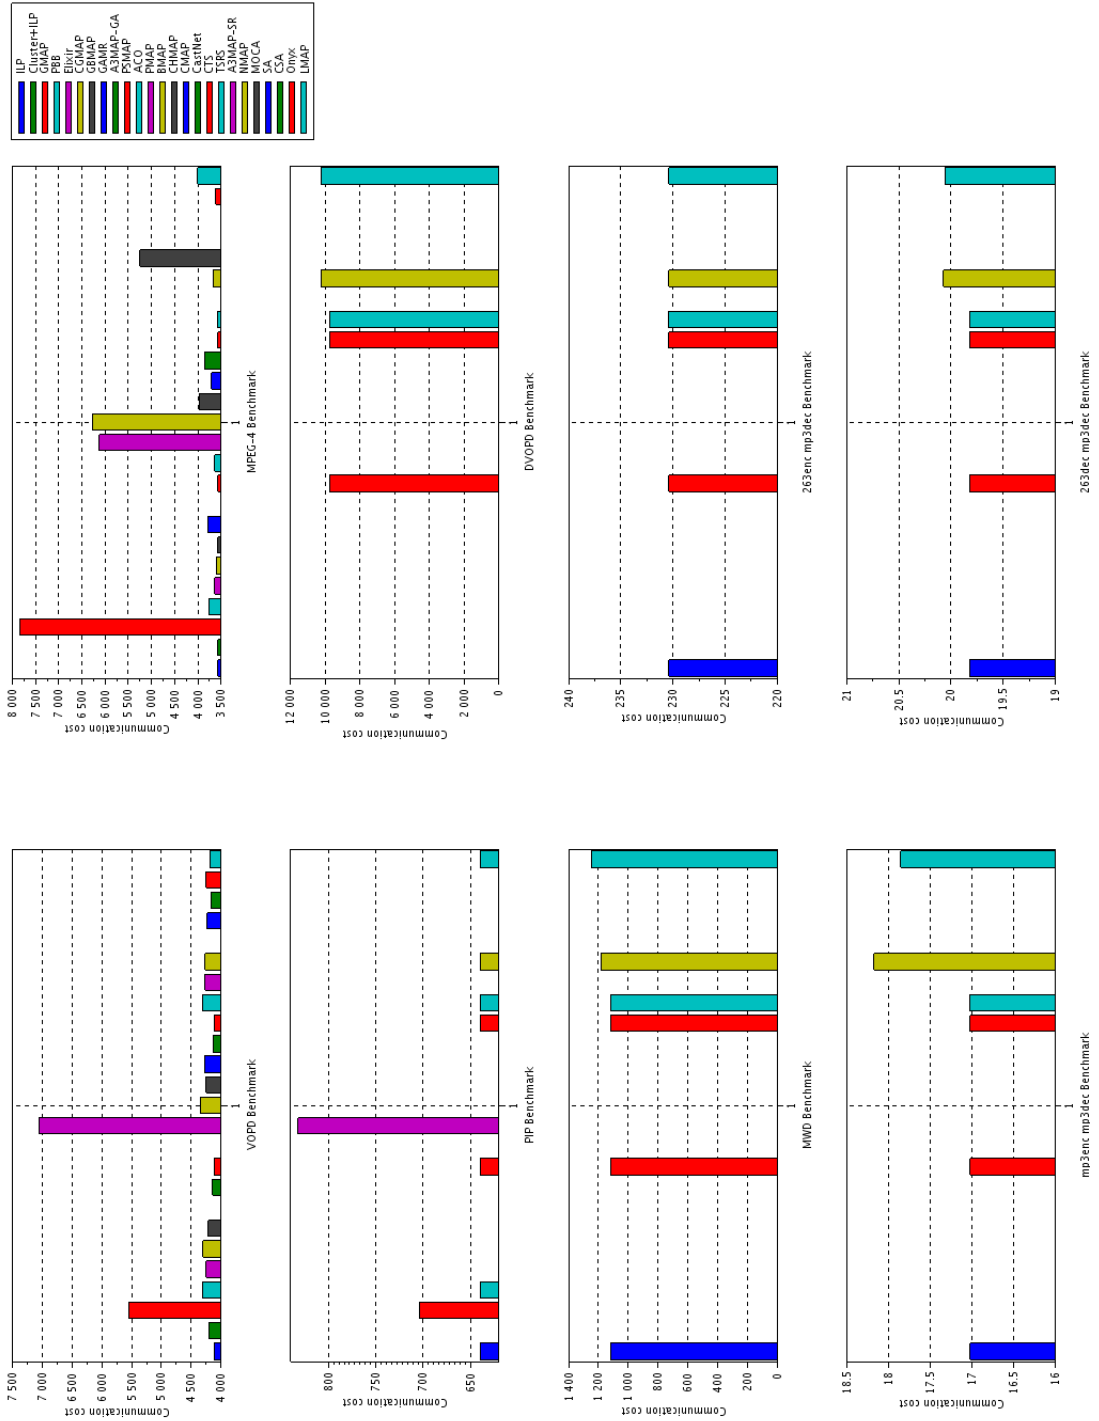 ILP
Cluster+ILP
GMAP
PBB
Elixir
CGMAP
GBMAP
GAMR
A3MAP-GA
PSMAP
ACO
PMAP
BMAP
CHMAP
CMAP
CastNet
CTS
TSRS
A3MAP-SR
NMAP
MOCA
SA
CSA
Onyx
LMAP
7 500
7 000
6 500
6 000
5 500
5 000
4 500
4 000
Communication cost
1
VOPD Benchmark
8 000
7 500
7 000
6 500
6 000
5 500
5 000
4 500
4 000
3 500
Communication cost
1
MPEG-4 Benchmark
800
750
700
650
Communication cost
1
PIP Benchmark
12 000
10 000
8 000
6 000
4 000
2 000
0
Communication cost
1
DVOPD Benchmark
1 400
1 200
1 000
800
600
400
200
0
Communication cost
1
MWD Benchmark
240
235
230
225
220
Communication cost
1
263enc mp3dec Benchmark
18.5
18
17.5
17
16.5
16
Communication cost
1
mp3enc mp3dec Benchmark
21
20.5
20
19.5
19
Communication cost
1
263dec mp3dec Benchmark